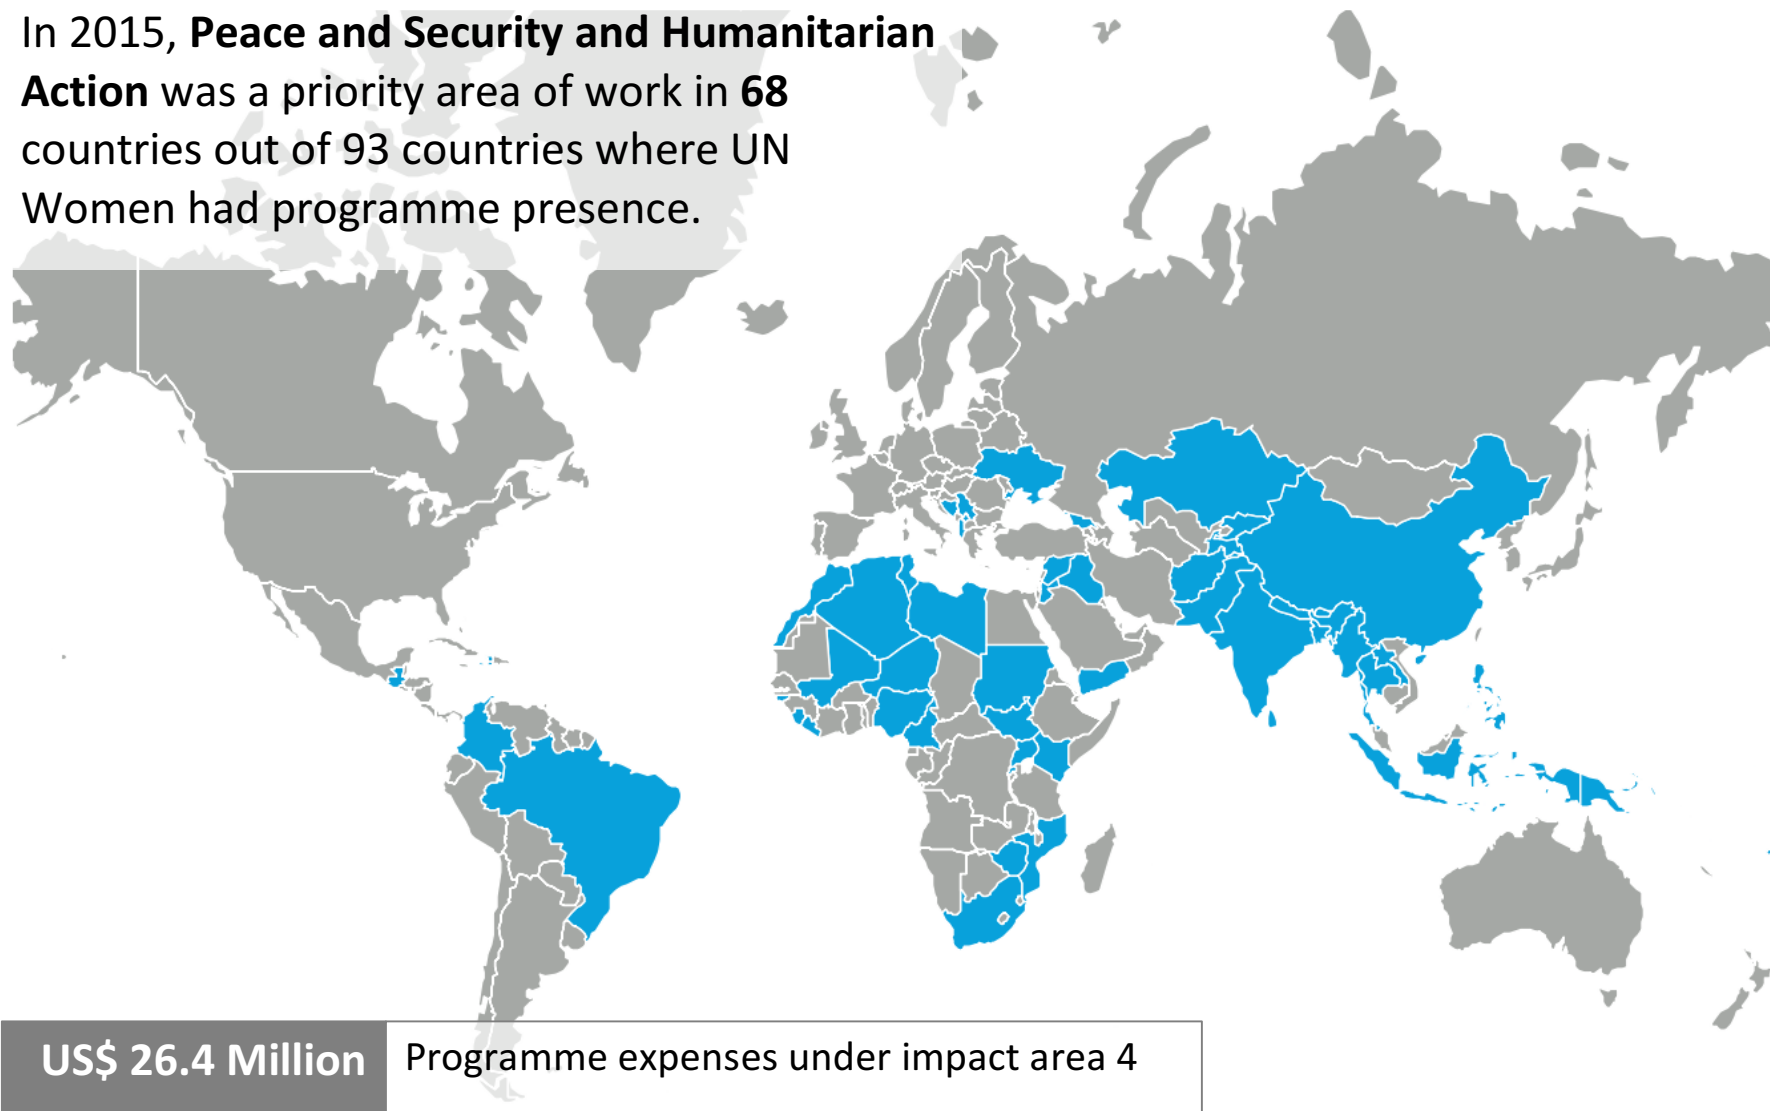 In 2015, Peace and Security and Humanitarian
Action was a priority area of work in 68
countries out of 93 countries where UN
Women had programme presence.
US$ 26.4 Million
Programme expenses under impact area 4